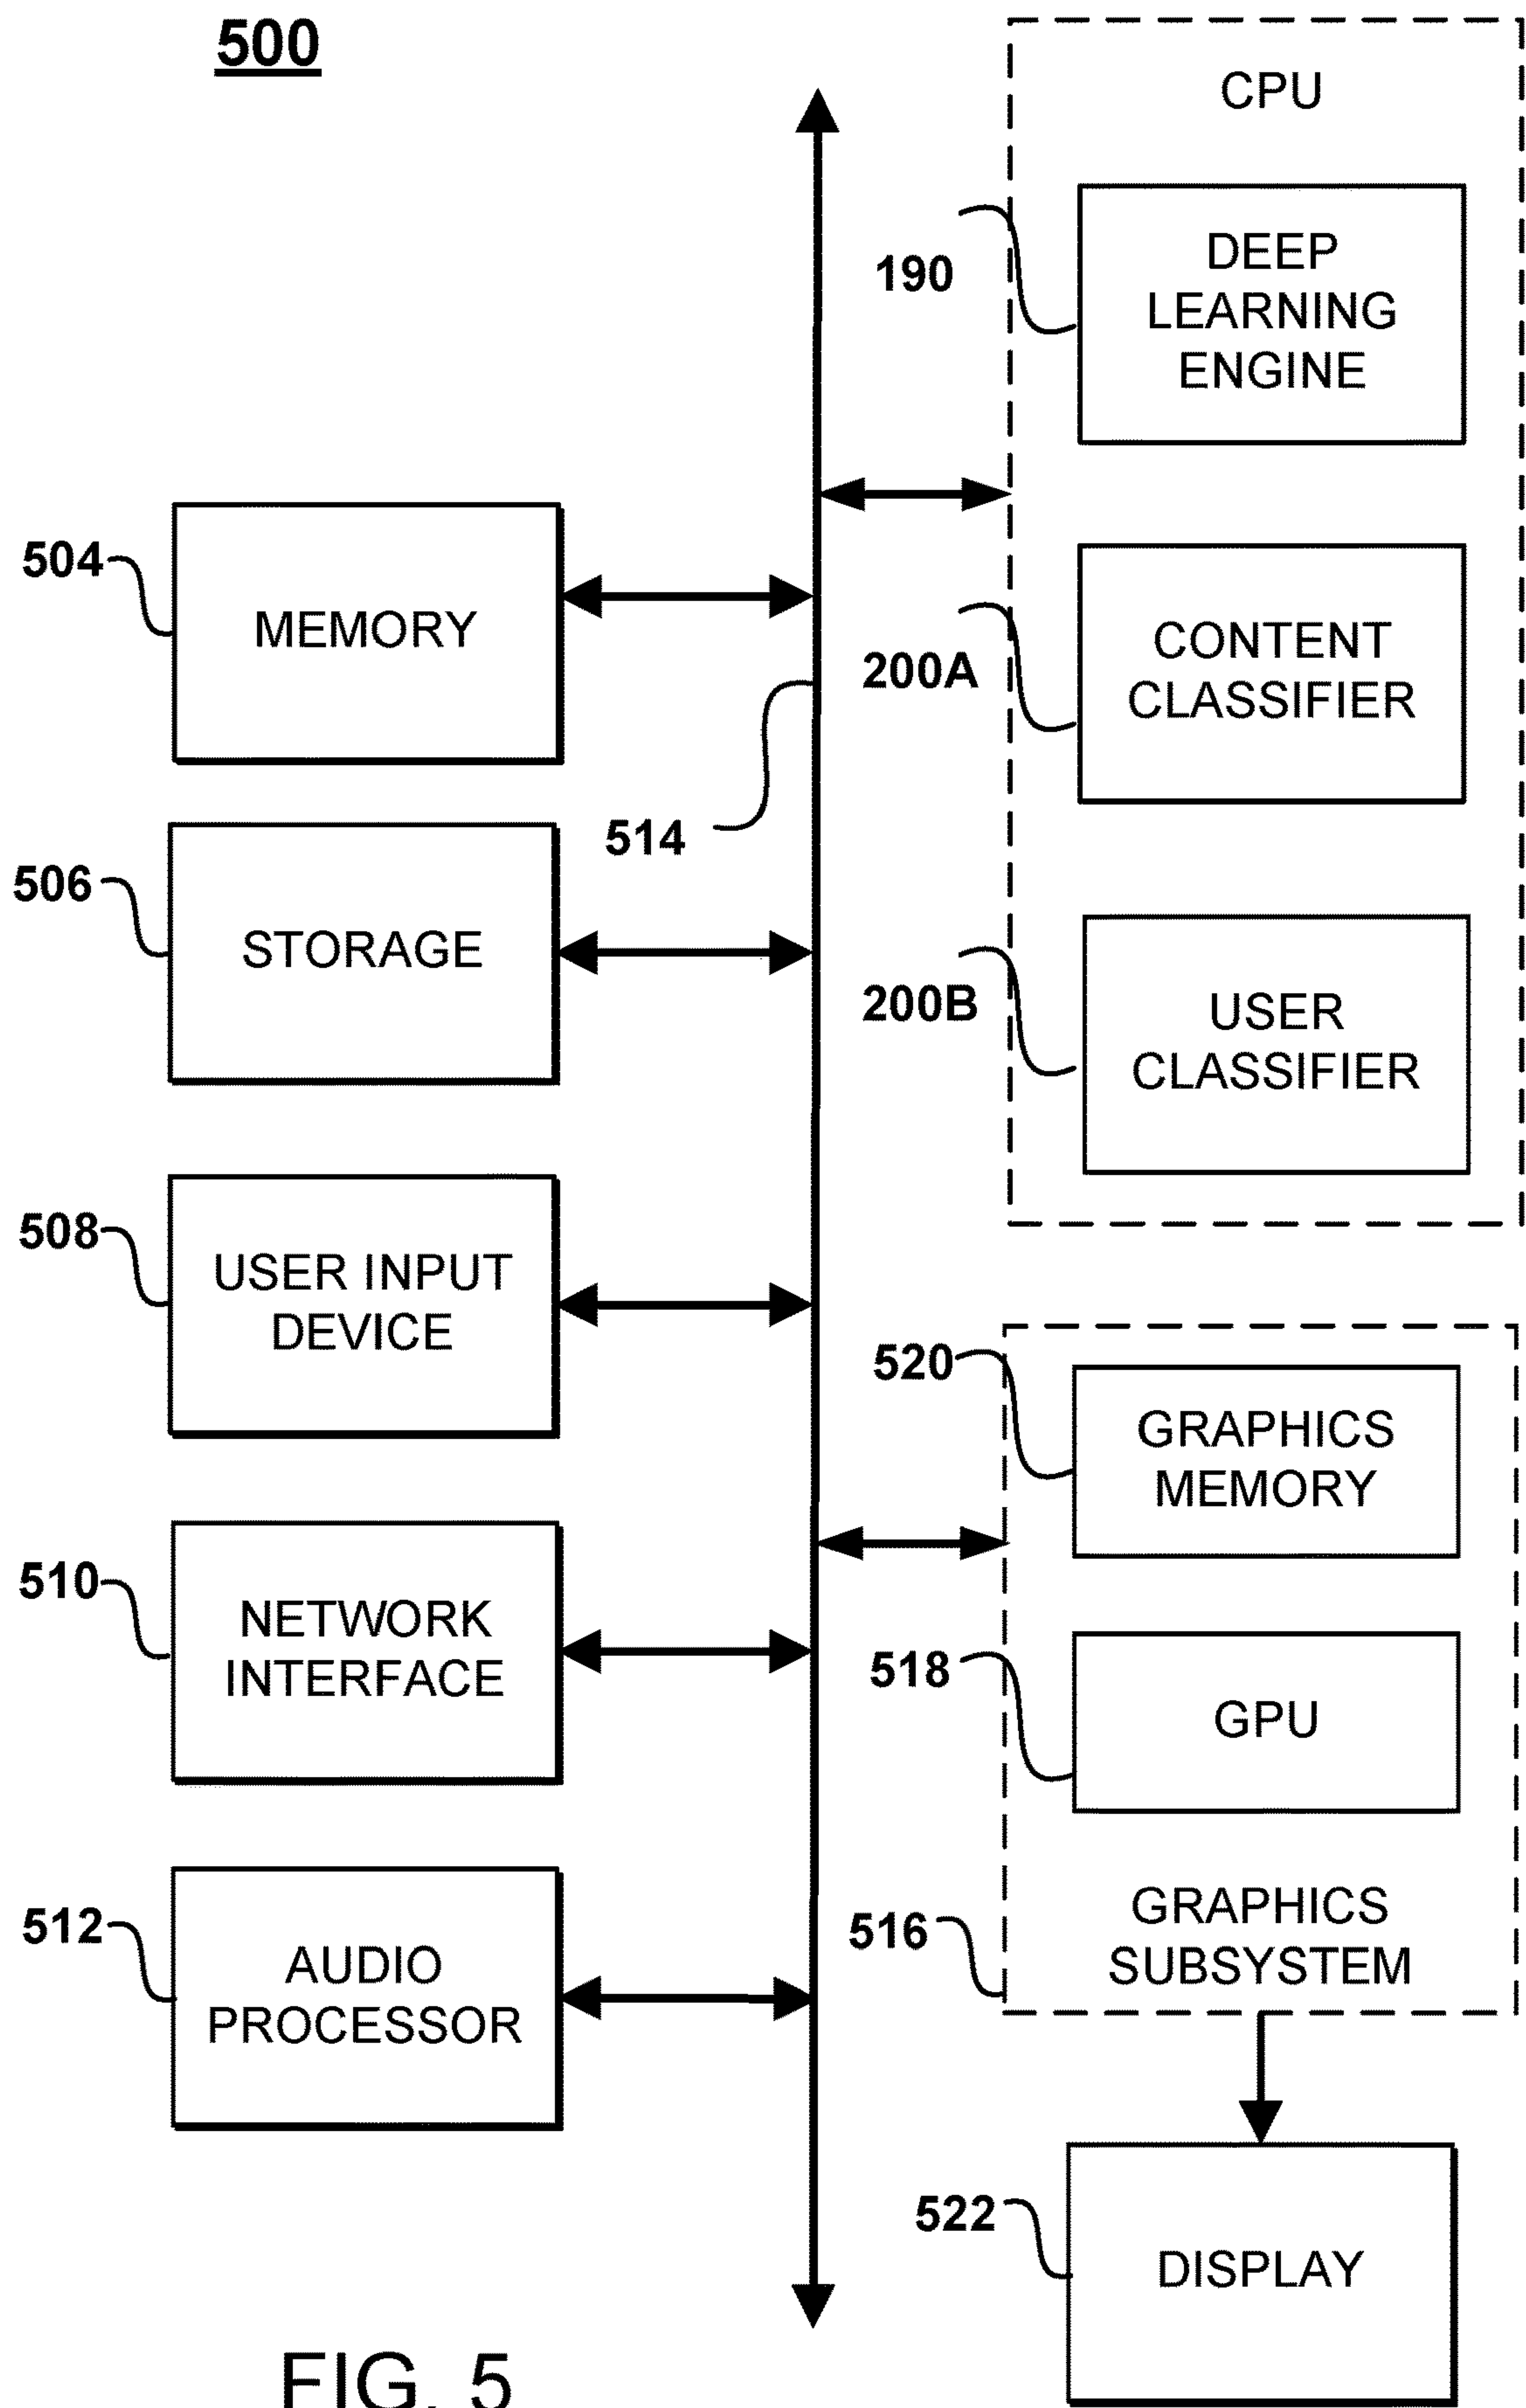 500
CPU
190
DEEP
LEARNING
ENGINE
504
MEMORY
200A
CONTENT
CLASSIFIER
514
506
STORAGE
200B
USER
CLASSIFIER
508
USER INPUT
DEVICE
520
GRAPHICS
MEMORY
510
NETWORK
INTERFACE
518
GPU
512
AUDIO
PROCESSOR
516
GRAPHICS
SUBSYSTEM
522
DISPLAY
FIG. 5